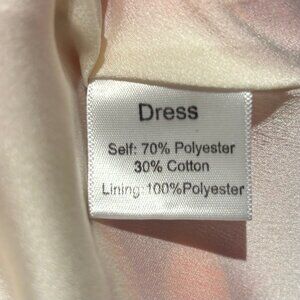 Dress
Self: 70% Polyester
30% Cotton
Lining:100%Polyester